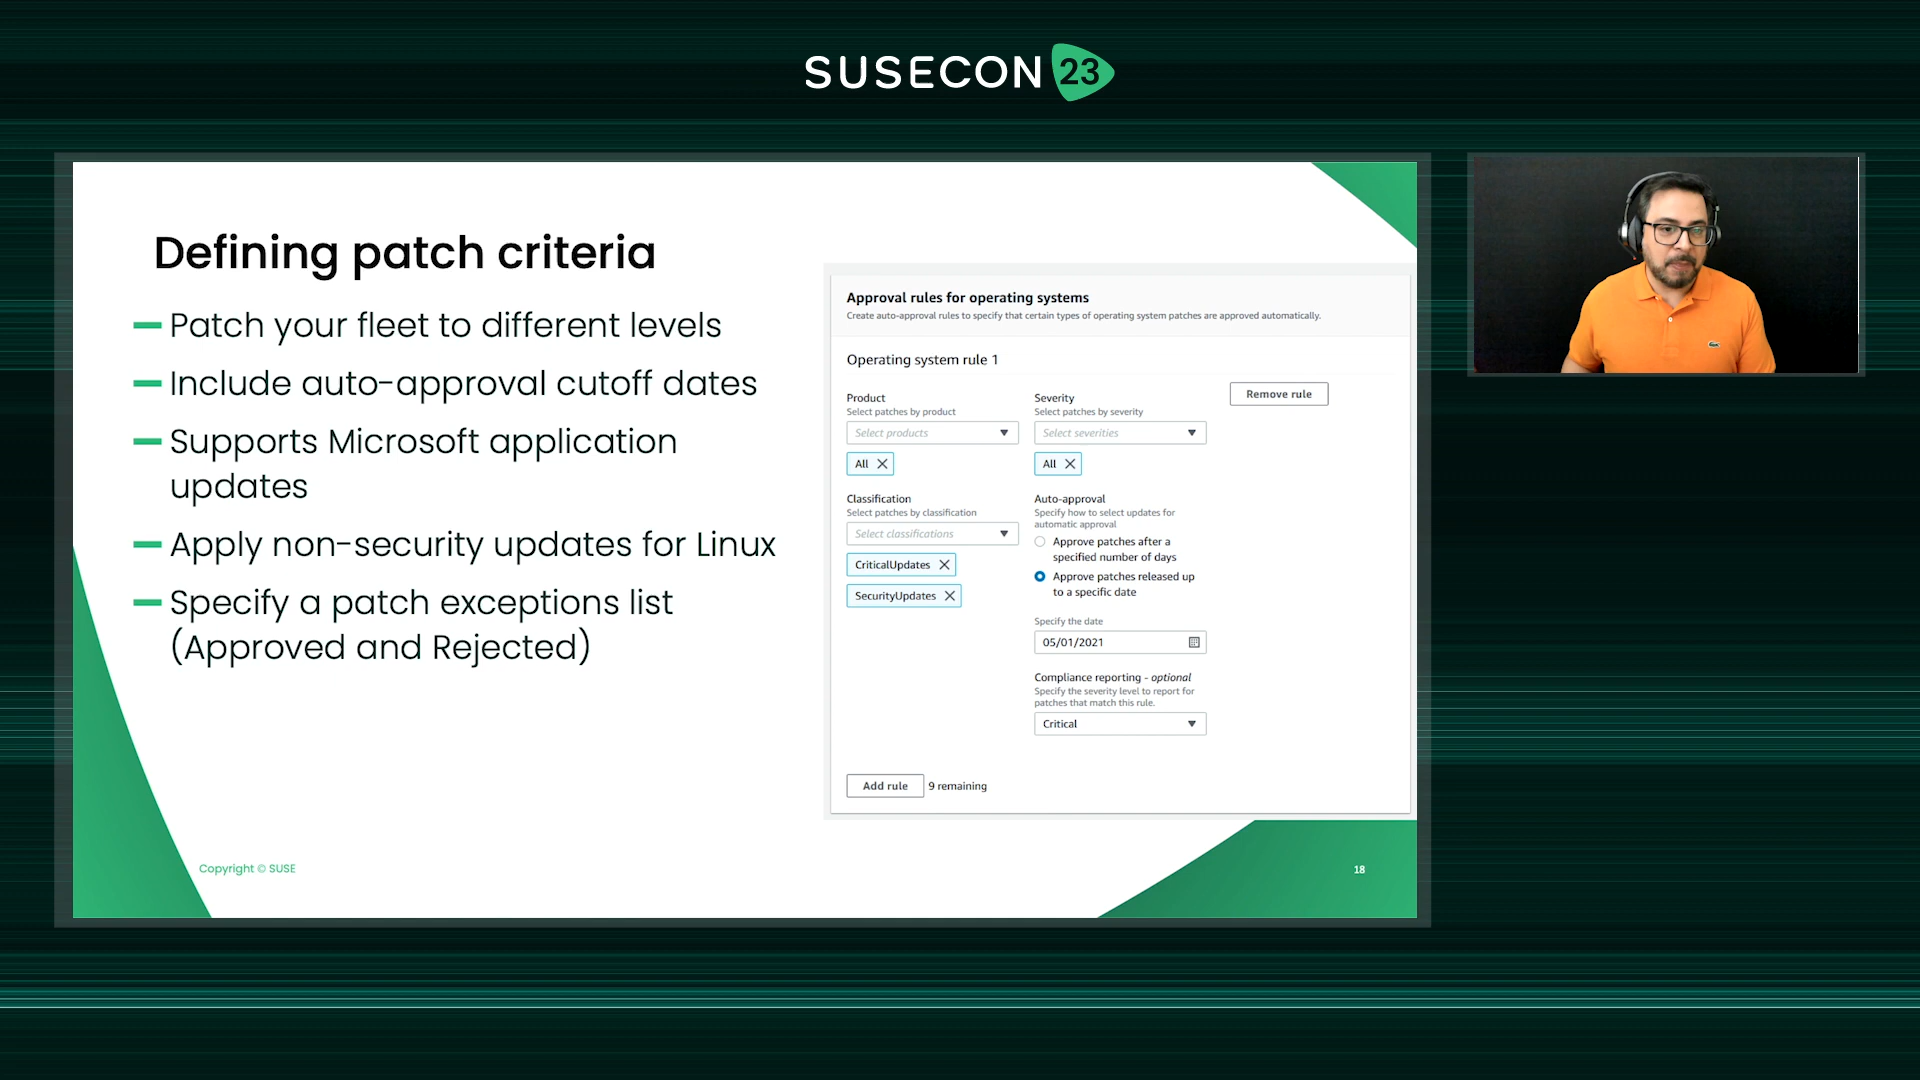 SUSECON 23
Defining patch criteria
Patch your fleet to different levels
Include auto-approval cutoff dates
Supports Microsoft application
updates
Apply non-security updates for Linux
Specify a patch exceptions list
(Approved and Rejected)
Approval rules for operating systems
Create auto-approval rules to specify that certain types of operating system patches are approved automatically.
Operating system rule 1
Remove rule
Product
Select patches by product
Select products
All
Severity
Select patches by severity
Select severities
All
Classification
Select patches by classification
Select classifications
CriticalUpdates
SecurityUpdates
Auto-approval
Specify how to select updates for
automatic approval
Approve patches after a
specified number of days
Approve patches released up
to a specific date
Specify the date
05/01/2021
Compliance reporting - optional
Specify the severity level to report for
patches that match this rule.
Critical
Add rule
9 remaining
Copyright © SUSE
18